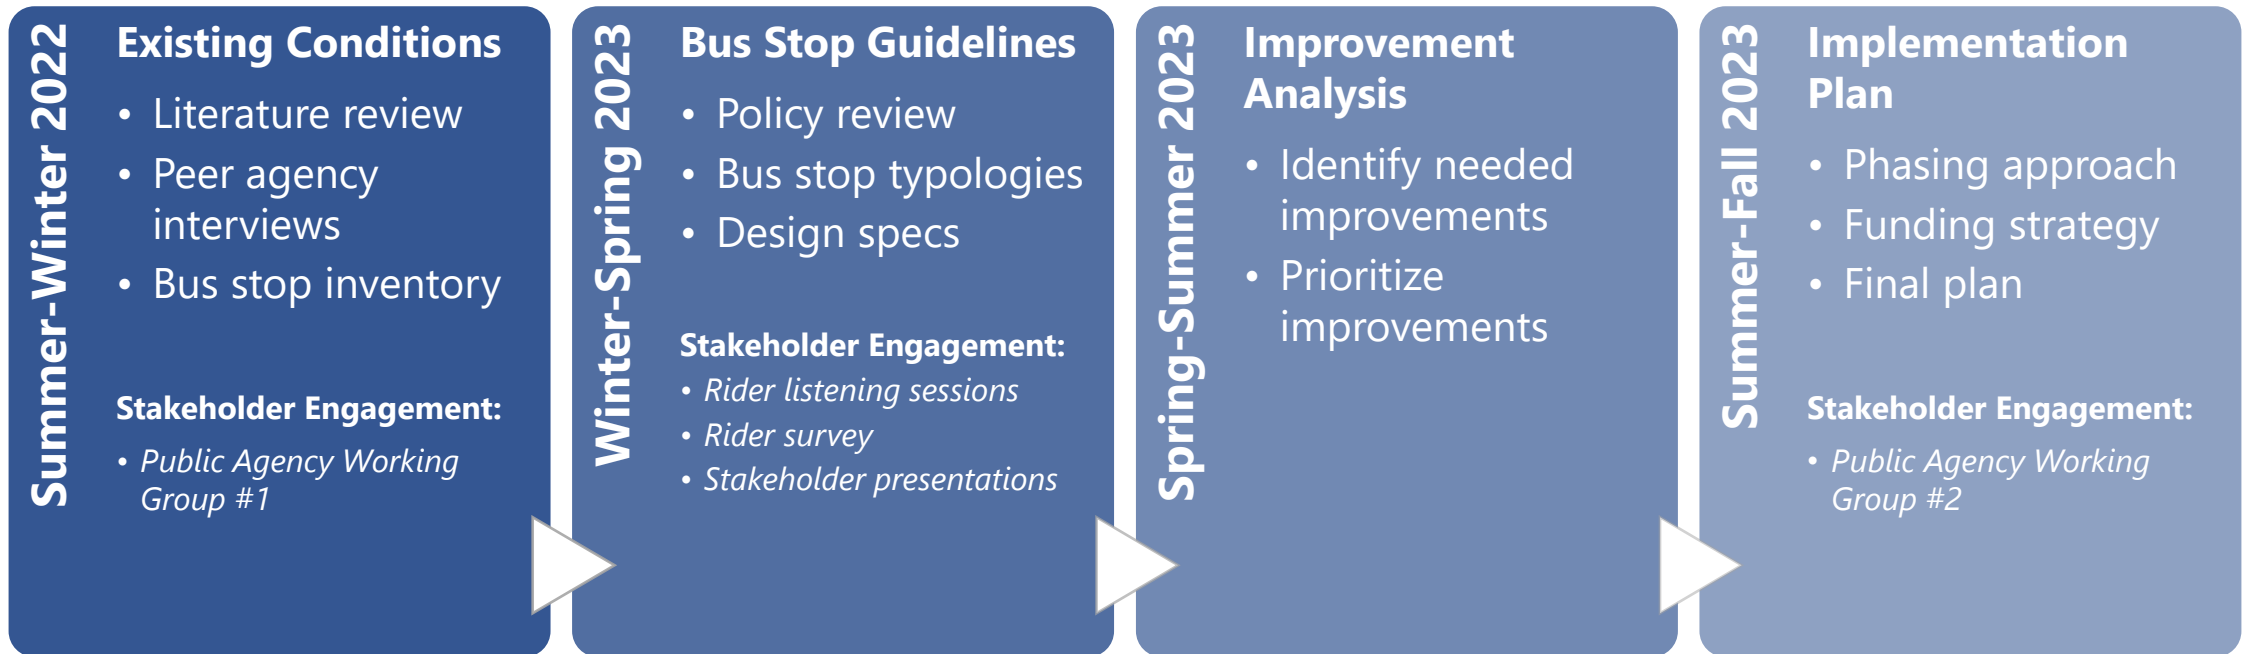 Summer-Winter 2022
Existing Conditions
• Literature review
• Peer agency
interviews
• Bus stop inventory
Stakeholder Engagement:
• Public Agency Working
Group #1
Winter-Spring 2023
Bus Stop Guidelines
• Policy review
• Bus stop typologies
• Design specs
Stakeholder Engagement:
• Rider listening sessions
• Rider survey
• Stakeholder presentations
Spring-Summer 2023
Improvement
Analysis
• Identify needed
improvements
• Prioritize
improvements
Summer-Fall 2023
Implementation
Plan
• Phasing approach
• Funding strategy
• Final plan
Stakeholder Engagement:
• Public Agency Working
Group #2